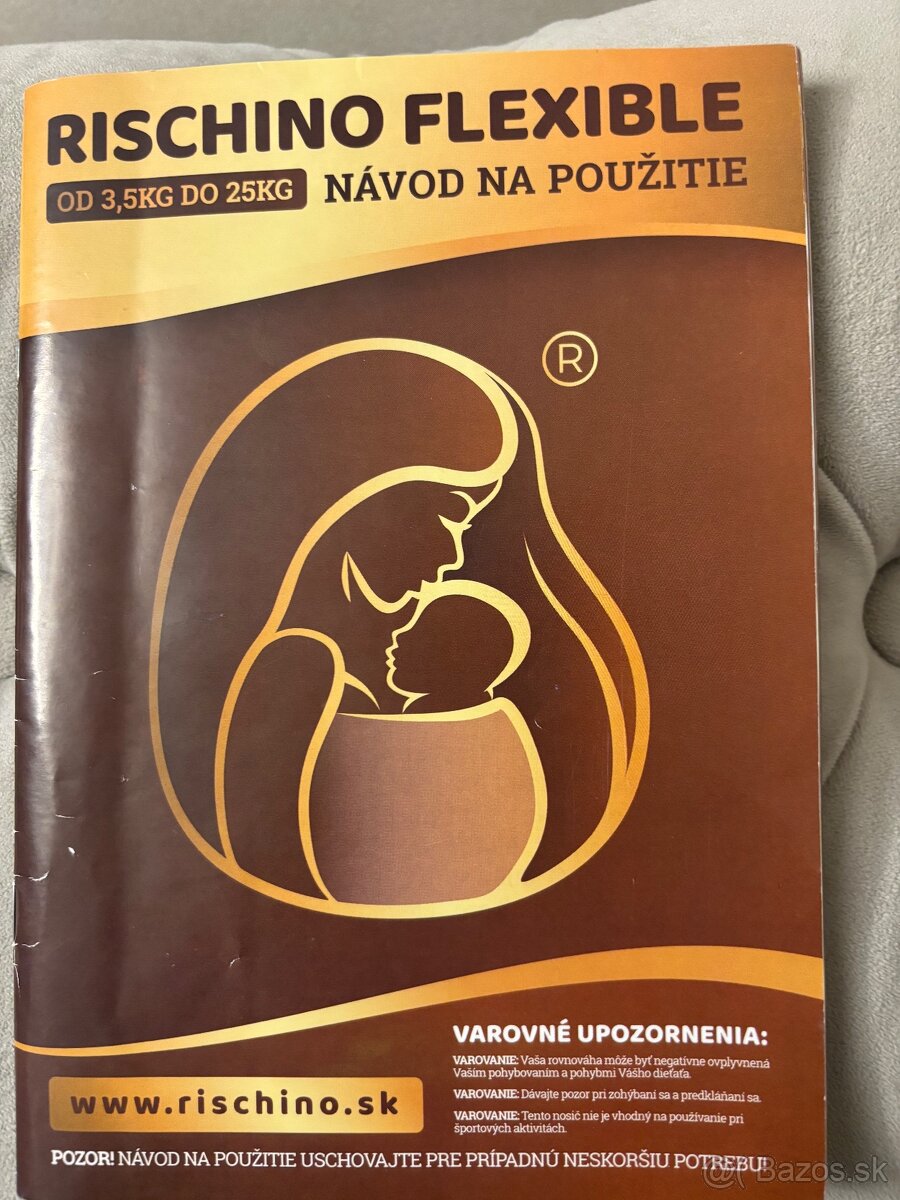 RISCHINO FLEXIBLE
OD 3,5KG DO 25KG
NÁVOD NA POUŽITIE
®
VAROVNÉ UPOZORNENIA:
VAROVANIE: Vaša rovnováha môže byť negatívne ovplyvnená
Vaším pohybovaním a pohybmi Vášho dieťaťa.
VAROVANIE: Dávajte pozor pri zohýbaní sa a predkláňaní sa.
VAROVANIE: Tento nosič nie je vhodný na používanie pri
športových aktivitách.
www.rischino.sk
POZOR! NÁVOD NA POUŽITIE USCHOVAJTE PRE PRÍPADNÚ NESKORŠIU POTREBU!
Bazos.sk